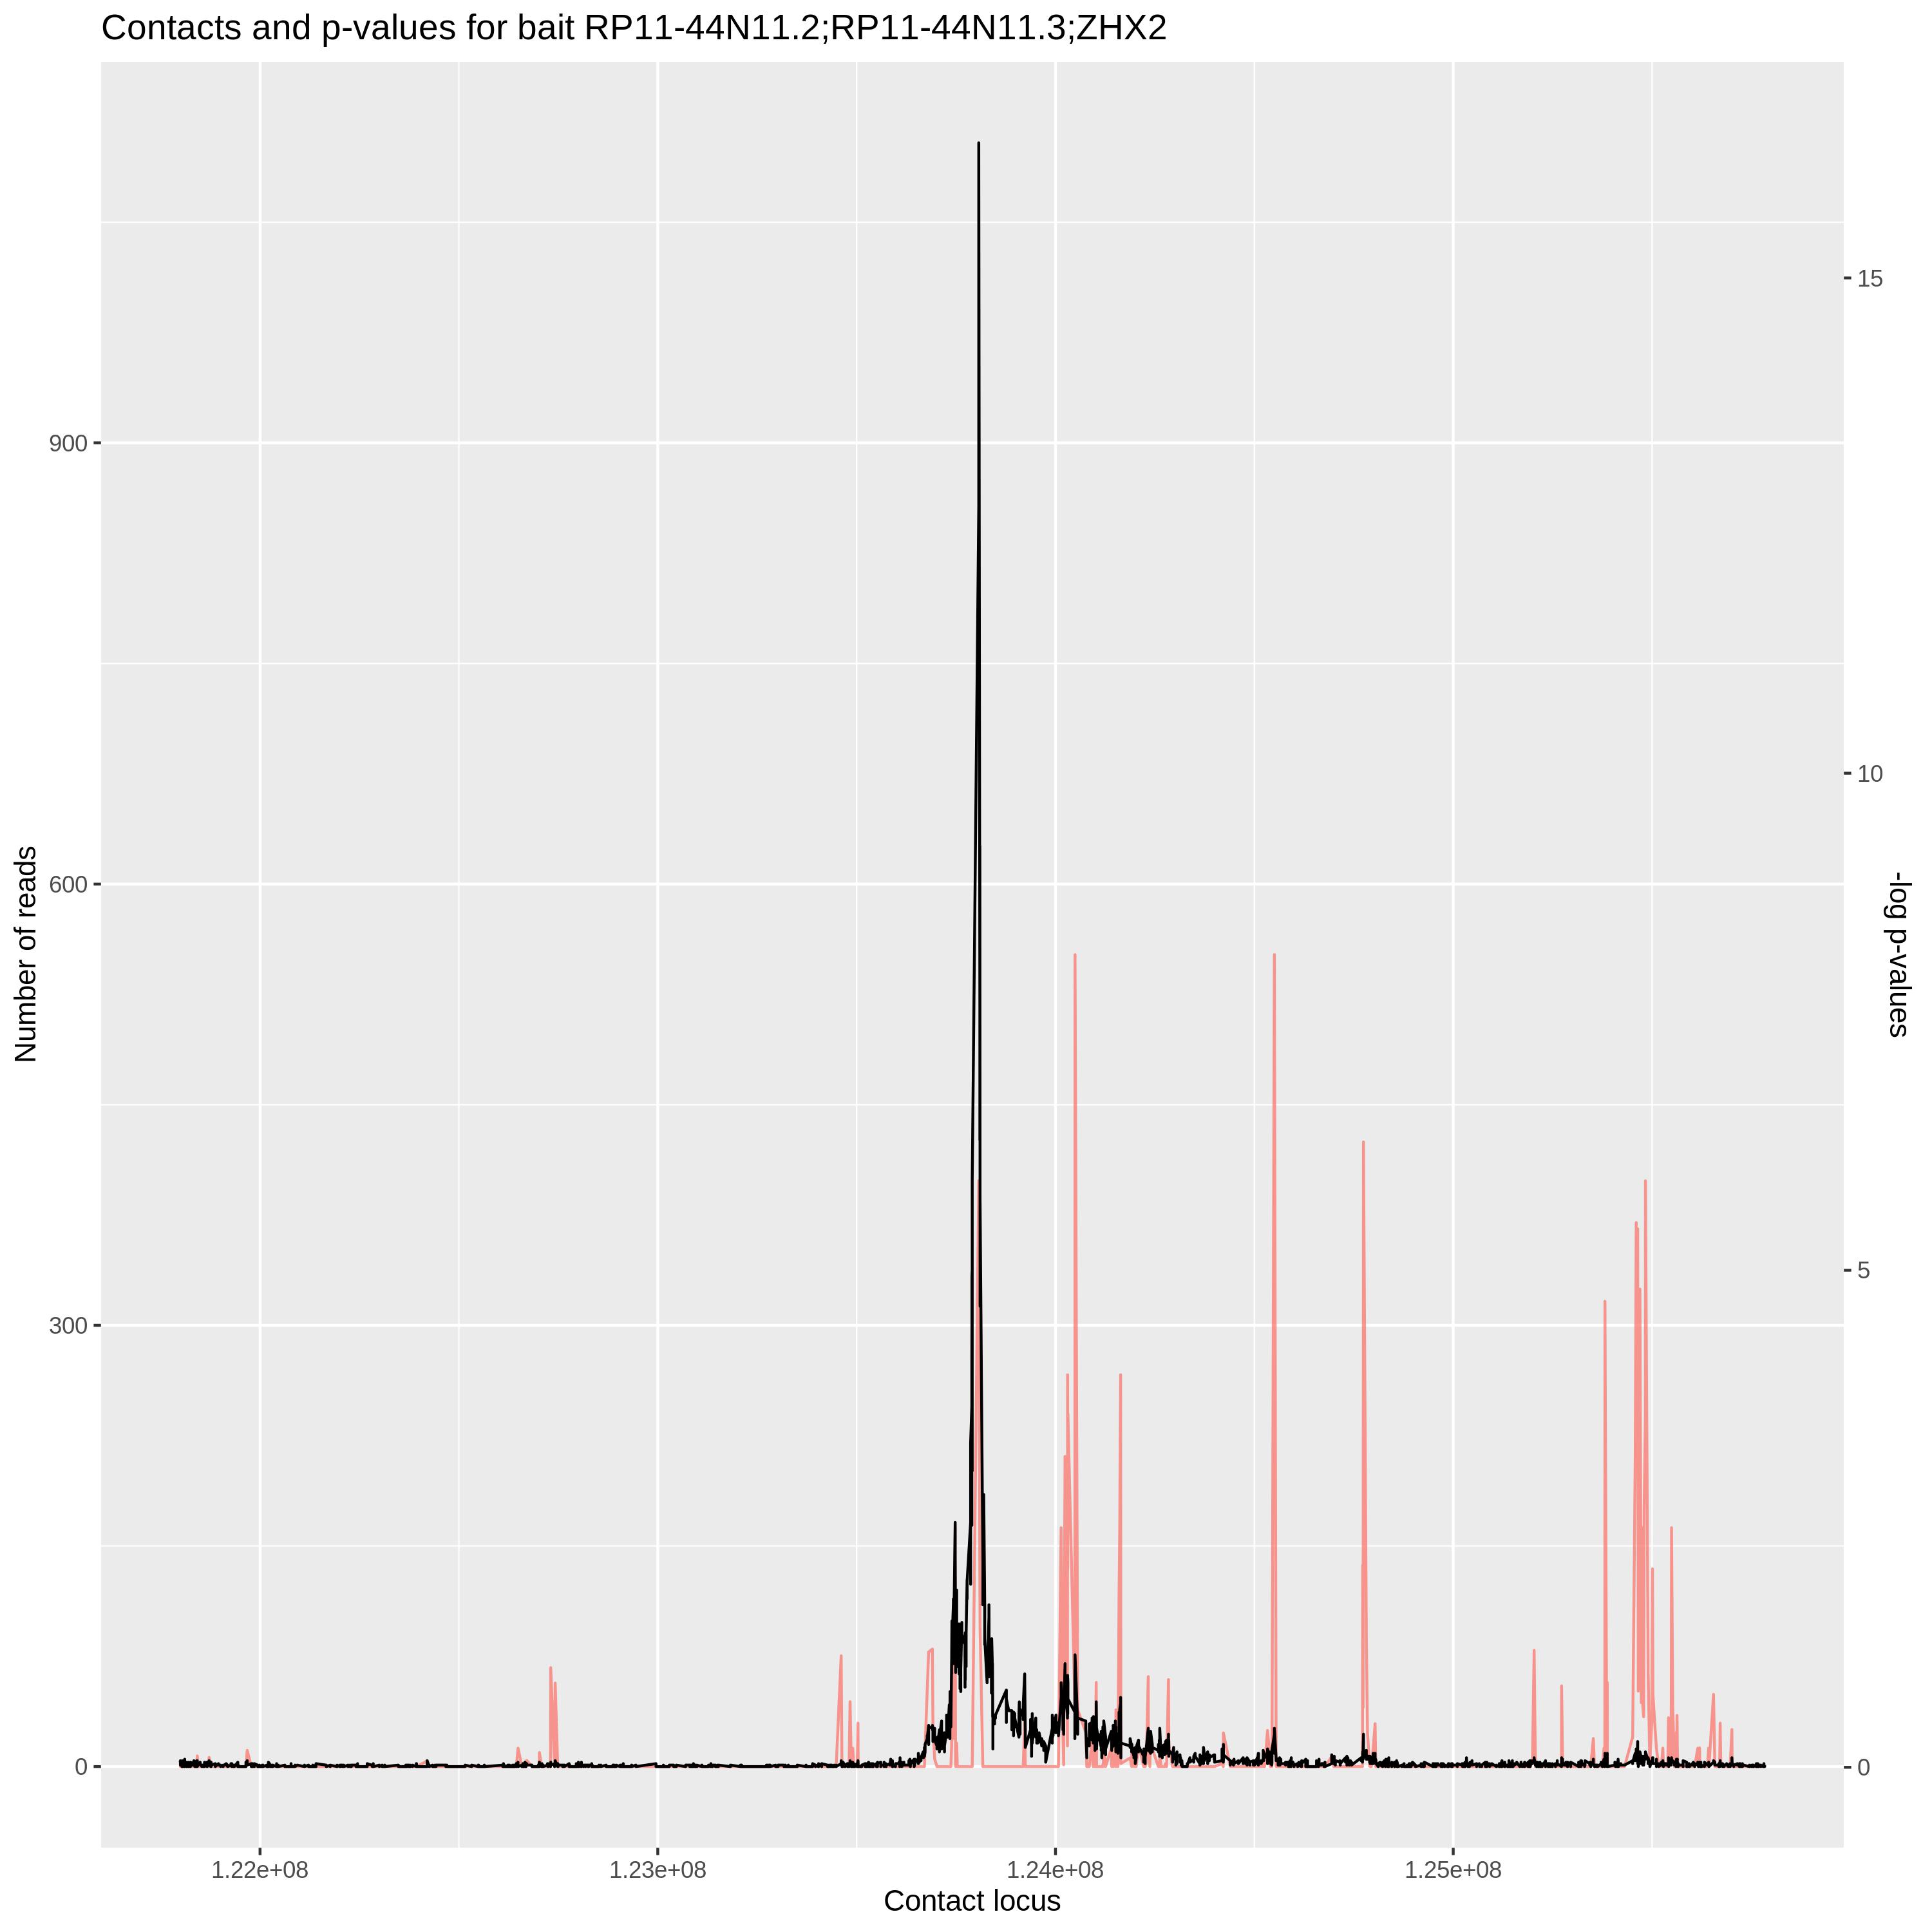 Contacts and p-values for bait RP11-44N11.2;RP11-44N11.3;ZHX2
15
900
10
Number of reads
-log p-values
600
5
300
0
0
1.22e+08
1.23e+08
1.24e+08
1.25e+08
Contact locus